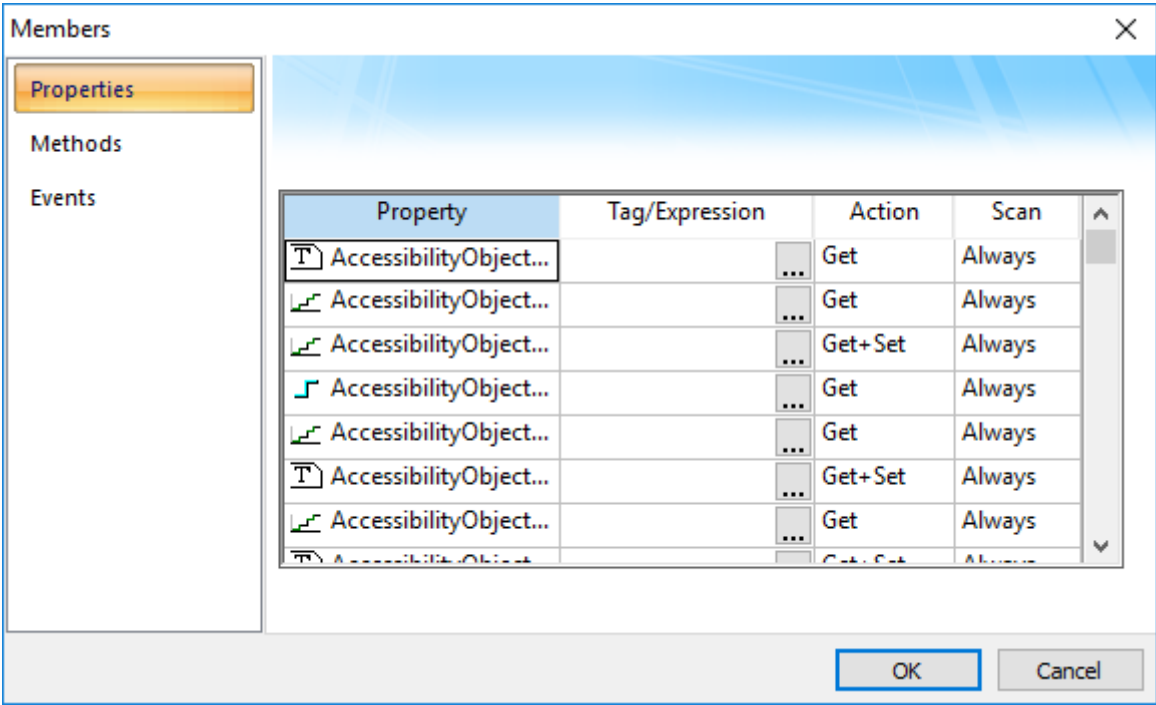 Members
Properties
Methods
Events
Property Tag/Expression Action Scan
AccessibilityObject... ... Get Always
AccessibilityObject... ... Get Always
AccessibilityObject... ... Get+Set Always
AccessibilityObject... ... Get Always
AccessibilityObject... ... Get Always
AccessibilityObject... ... Get+Set Always
AccessibilityObject... ... Get Always
OK Cancel